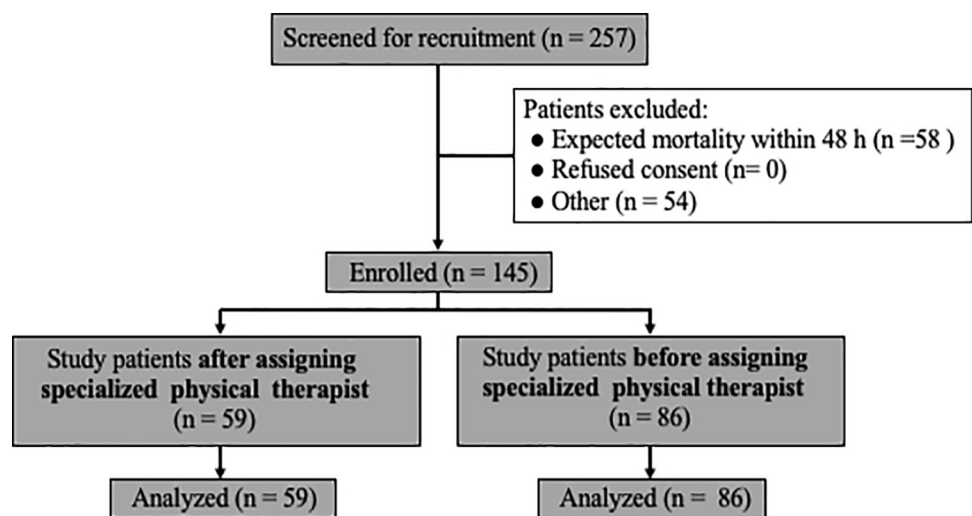 Screened for recruitment (n = 257)
Patients excluded:
● Expected mortality within 48 h (n =58 )
● Refused consent (n= 0)
● Other (n = 54)
Enrolled (n = 145)
Study patients after assigning
specialized physical therapist
(n = 59)
Study patients before assigning
specialized physical therapist
(n = 86)
Analyzed (n = 59)
Analyzed (n = 86)